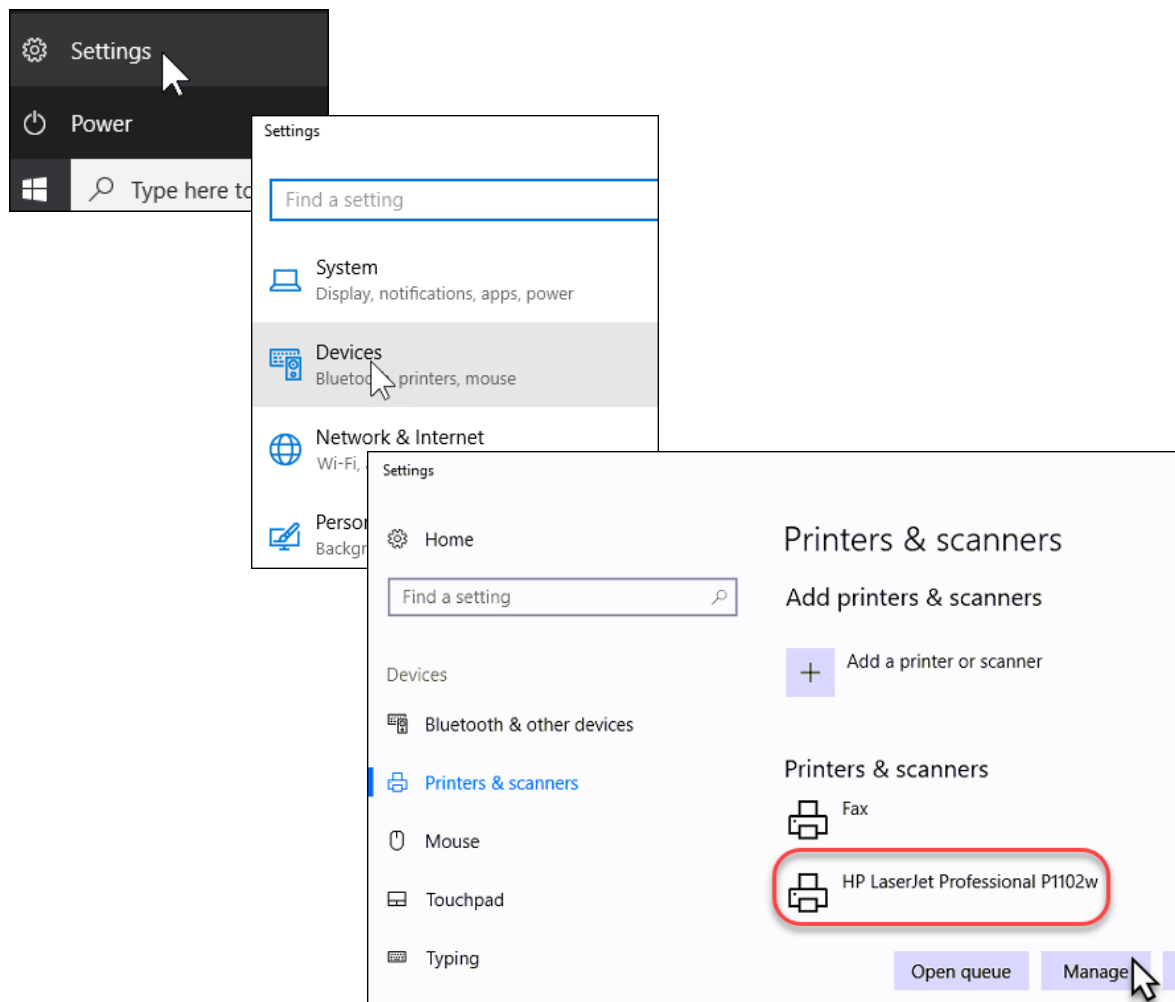 Settings
Power
Type here to
Settings
Find a setting
System
Display, notifications, apps, power
Devices
printers, mouse
Network & Internet
Wi-Fi,
Settings
Home
Find a setting
Devices
Bluetooth & other devices
Printers & scanners
Mouse
Touchpad
Typing
Printers & scanners
Add printers & scanners
Add a printer or scanner
Printers & scanners
Fax
HP LaserJet Professional P1102w
Open queue
Manage